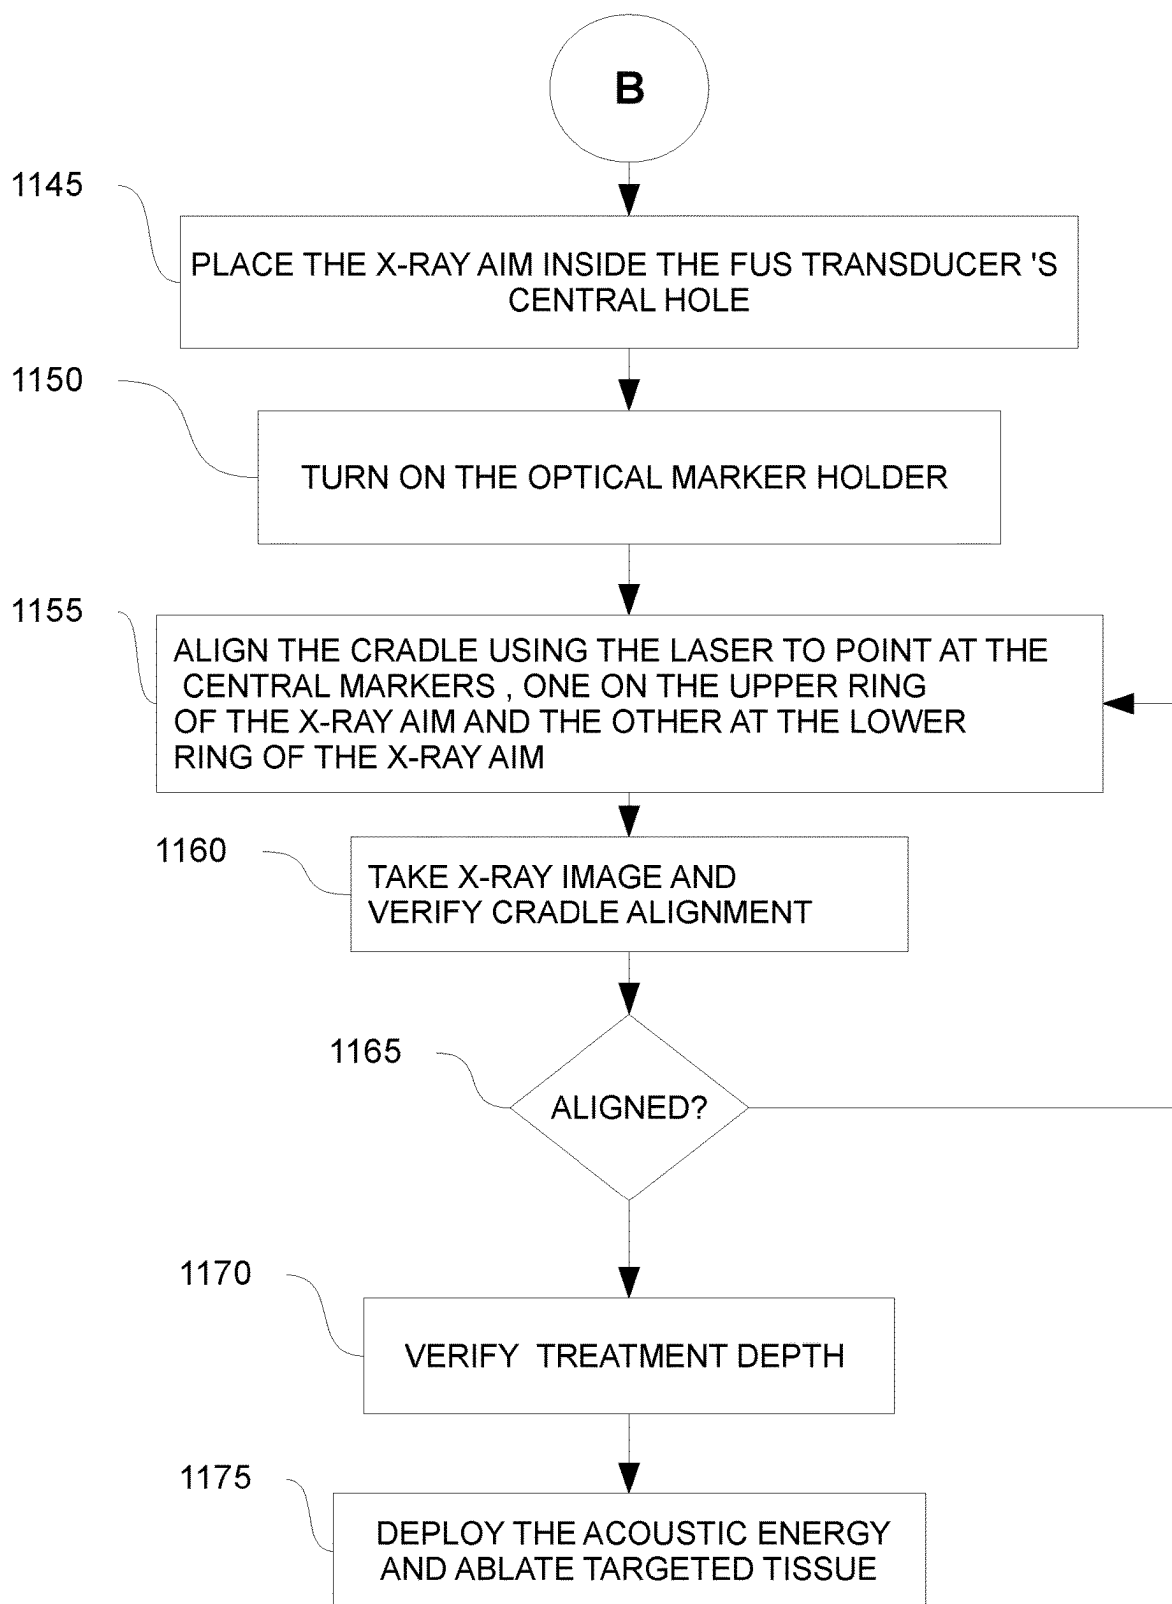 B
1145
PLACE THE X-RAY AIM INSIDE THE FUS TRANSDUCER 'S
CENTRAL HOLE
1150
TURN ON THE OPTICAL MARKER HOLDER
1155
ALIGN THE CRADLE USING THE LASER TO POINT AT THE
CENTRAL MARKERS , ONE ON THE UPPER RING
OF THE X-RAY AIM AND THE OTHER AT THE LOWER
RING OF THE X-RAY AIM
1160
TAKE X-RAY IMAGE AND
VERIFY CRADLE ALIGNMENT
1165
ALIGNED?
1170
VERIFY TREATMENT DEPTH
1175
DEPLOY THE ACOUSTIC ENERGY
AND ABLATE TARGETED TISSUE